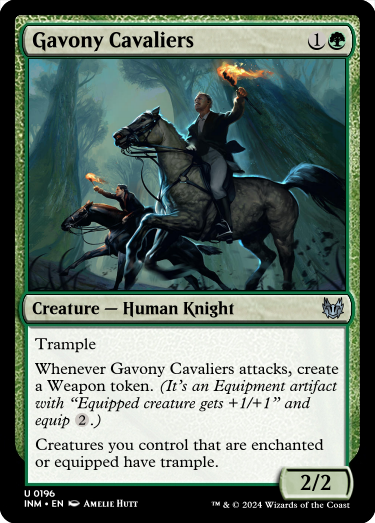 Gavony Cavaliers 1
Creature — Human Knight
Trample
Whenever Gavony Cavaliers attacks, create
a Weapon token. (It's an Equipment artifact
with “Equipped creature gets +1/+1” and
equip 2.)
Creatures you control that are enchanted
or equipped have trample.
2/2
U 0196
INM • EN Amelie Hutt
™ & © 2024 Wizards of the Coast